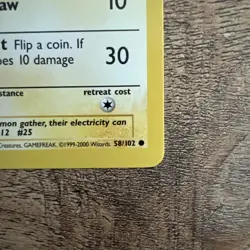 aw 10
t Flip a coin. If
oes 10 damage 30
stance retreat cost
mon gather, their electricity can
12 #25
Creatures, GAMEFREAK. ©1999-2000 Wizards. 58/102